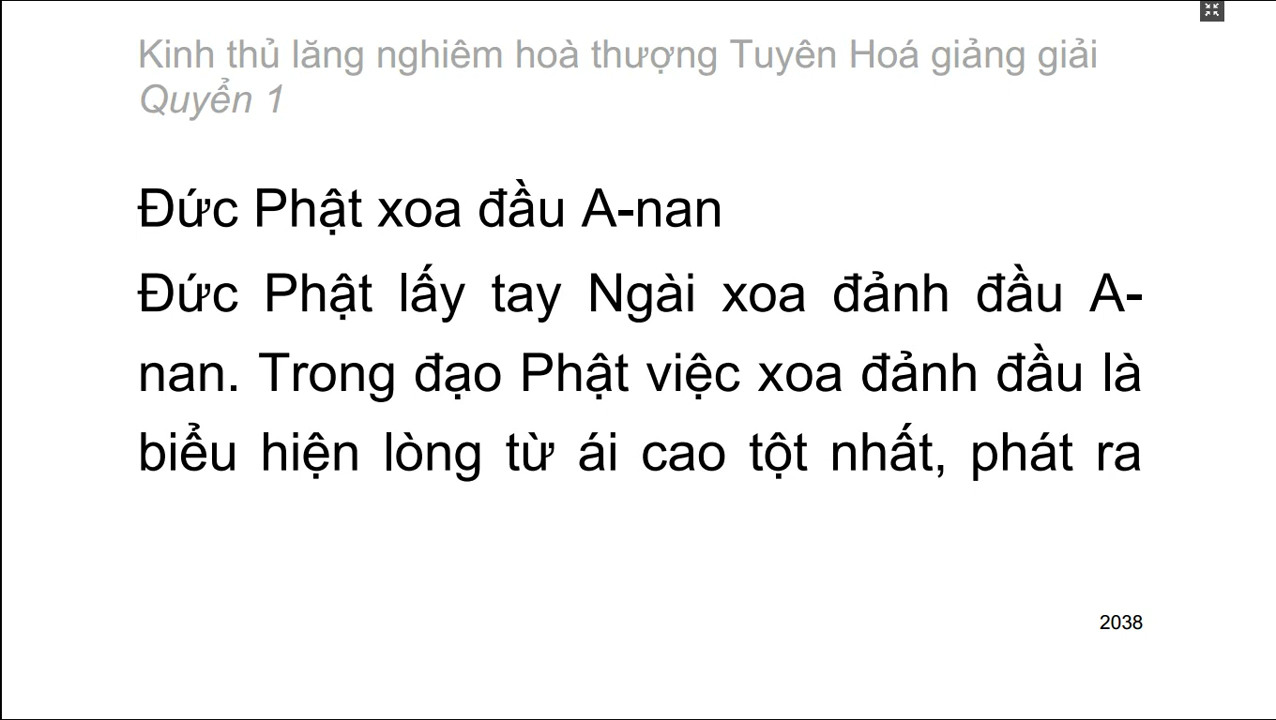 Kinh thủ lăng nghiêm hoà thượng Tuyên Hoá giảng giải
Quyển 1
Đức Phật xoa đầu A-nan
Đức Phật lấy tay Ngài xoa đảnh đầu A-
nan. Trong đạo Phật việc xoa đảnh đầu là
biểu hiện lòng từ ái cao tột nhất, phát ra
2038